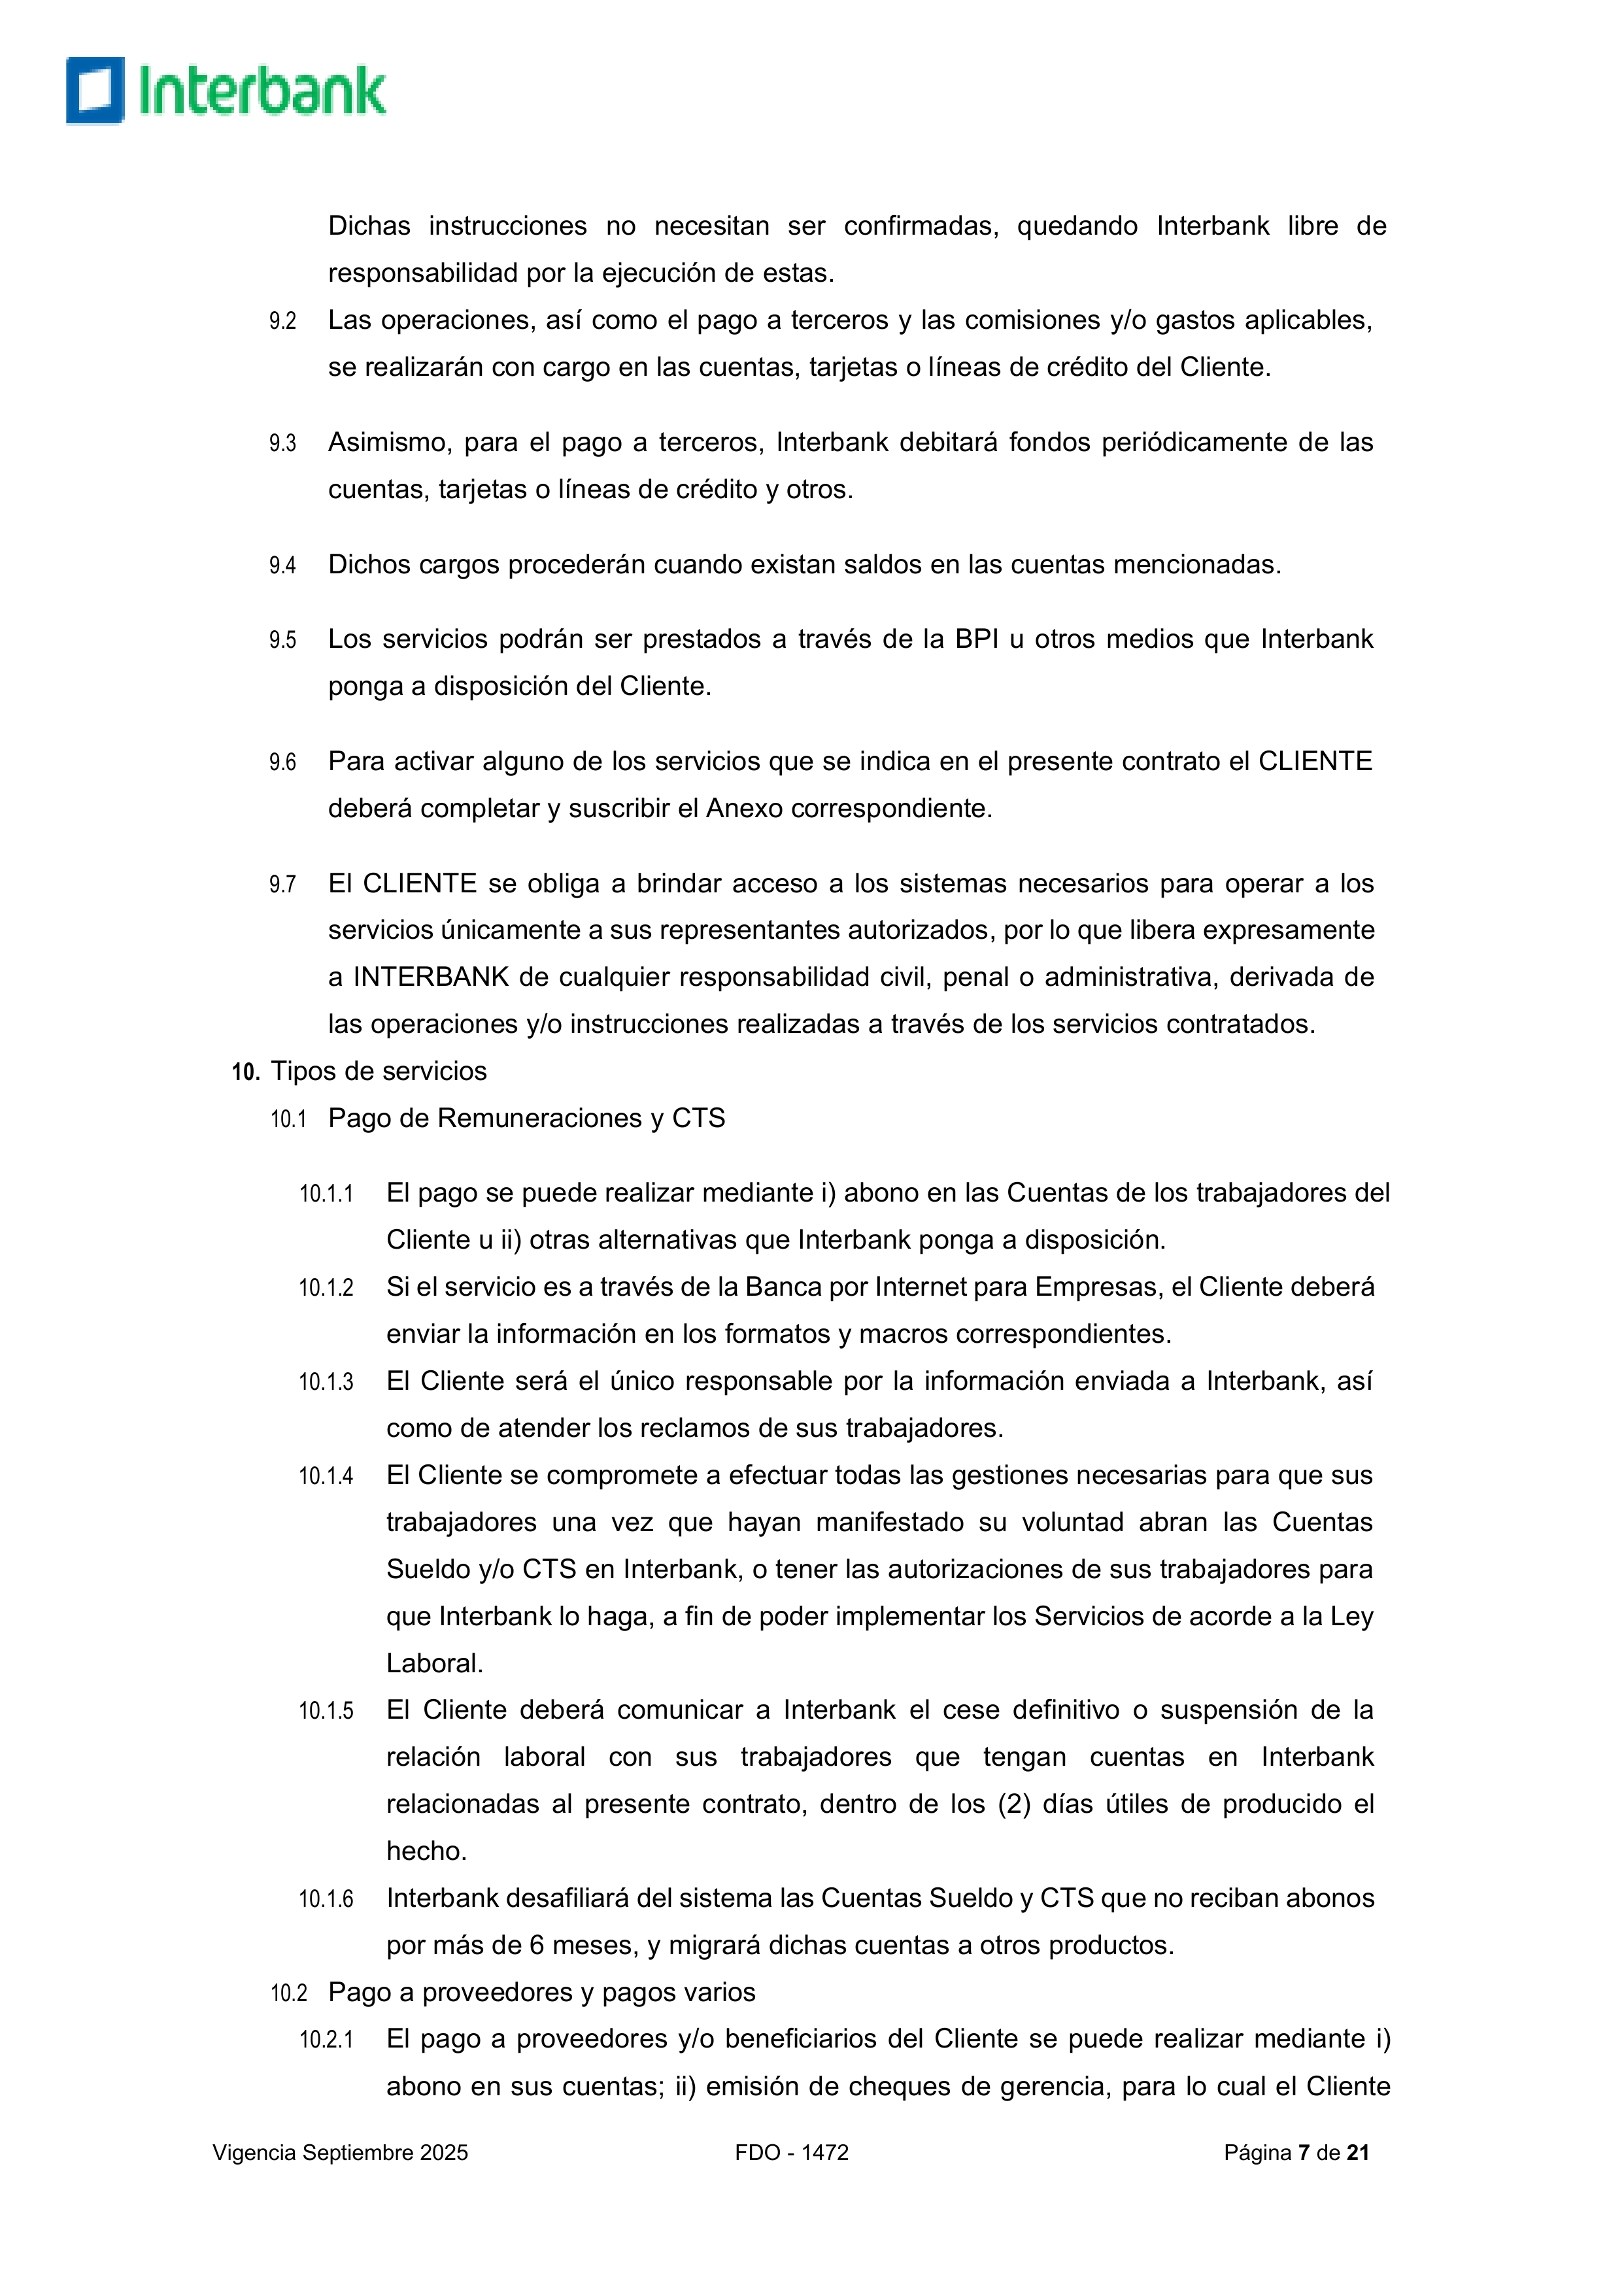 Interbank
Dichas instrucciones no necesitan ser confirmadas, quedando Interbank libre de
responsabilidad por la ejecución de estas.
9.2 Las operaciones, así como el pago a terceros y las comisiones y/o gastos aplicables,
se realizarán con cargo en las cuentas, tarjetas o líneas de crédito del Cliente.
9.3 Asimismo, para el pago a terceros, Interbank debitará fondos periódicamente de las
cuentas, tarjetas o líneas de crédito y otros.
9.4 Dichos cargos procederán cuando existan saldos en las cuentas mencionadas.
9.5 Los servicios podrán ser prestados a través de la BPI u otros medios que Interbank
ponga a disposición del Cliente.
9.6 Para activar alguno de los servicios que se indica en el presente contrato el CLIENTE
deberá completar y suscribir el Anexo correspondiente.
9.7 El CLIENTE se obliga a brindar acceso a los sistemas necesarios para operar a los
servicios únicamente a sus representantes autorizados, por lo que libera expresamente
a INTERBANK de cualquier responsabilidad civil, penal o administrativa, derivada de
las operaciones y/o instrucciones realizadas a través de los servicios contratados.
10. Tipos de servicios
10.1 Pago de Remuneraciones y CTS
10.1.1 El pago se puede realizar mediante i) abono en las Cuentas de los trabajadores del
Cliente u ii) otras alternativas que Interbank ponga a disposición.
10.1.2 Si el servicio es a través de la Banca por Internet para Empresas, el Cliente deberá
enviar la información en los formatos y macros correspondientes.
10.1.3 El Cliente será el único responsable por la información enviada a Interbank, así
como de atender los reclamos de sus trabajadores.
10.1.4 El Cliente se compromete a efectuar todas las gestiones necesarias para que sus
trabajadores una vez que hayan manifestado su voluntad abran las Cuentas
Sueldo y/o CTS en Interbank, o tener las autorizaciones de sus trabajadores para
que Interbank lo haga, a fin de poder implementar los Servicios de acorde a la Ley
Laboral.
10.1.5 El Cliente deberá comunicar a Interbank el cese definitivo o suspensión de la
relación laboral con sus trabajadores que tengan cuentas en Interbank
relacionadas al presente contrato, dentro de los (2) días útiles de producido el
hecho.
10.1.6 Interbank desafiliará del sistema las Cuentas Sueldo y CTS que no reciban abonos
por más de 6 meses, y migrará dichas cuentas a otros productos.
10.2 Pago a proveedores y pagos varios
10.2.1 El pago a proveedores y/o beneficiarios del Cliente se puede realizar mediante i)
abono en sus cuentas; ii) emisión de cheques de gerencia, para lo cual el Cliente
Vigencia Septiembre 2025 FDO - 1472 Página 7 de 21